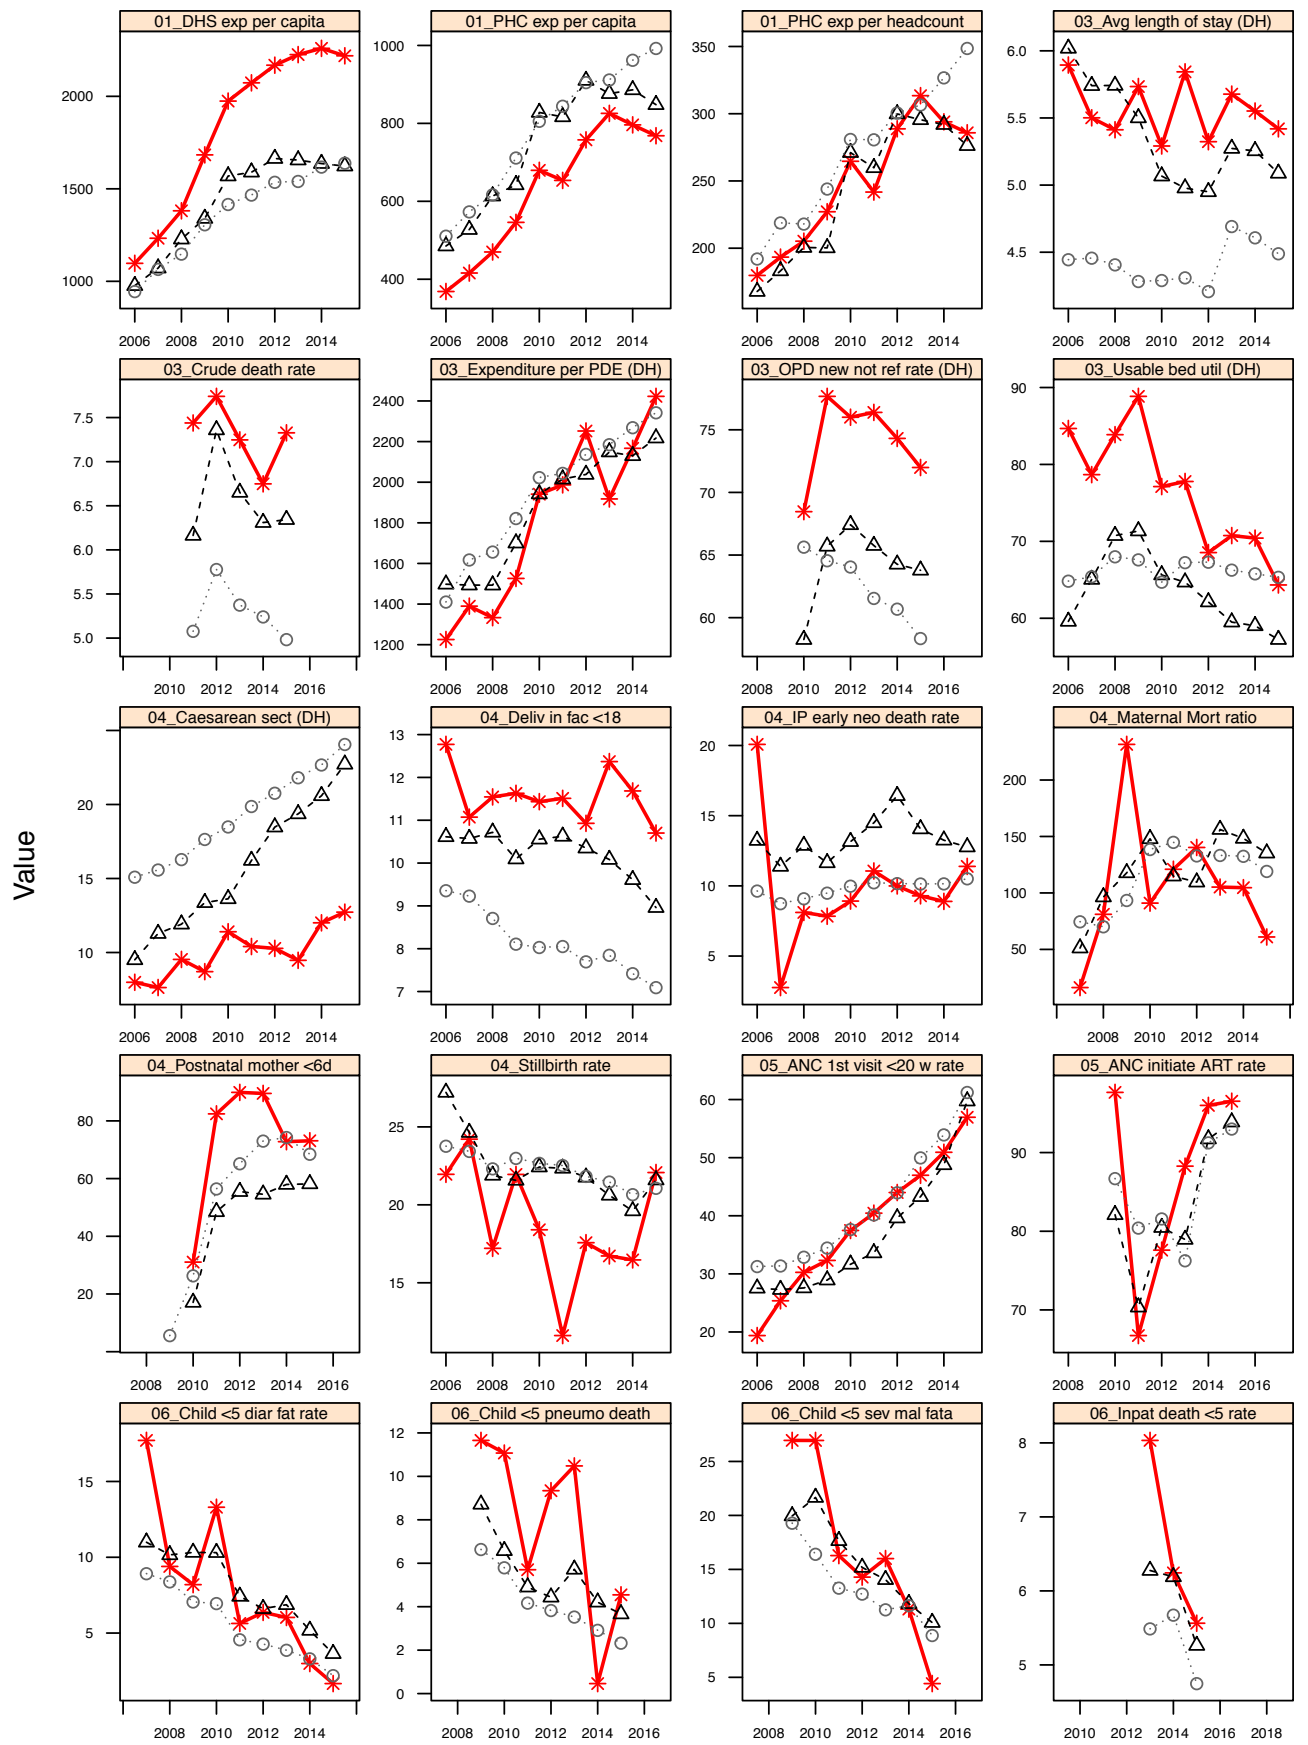 01_DHS exp per capita
01_PHC exp per capita
01_PHC exp per headcount
03_Avg length of stay (DH)
2000
1500
1000
2006 2008 2010 2012 2014
1000
800
600
400
2006 2008 2010 2012 2014
350
300
250
200
2006 2008 2010 2012 2014
6.0
5.5
5.0
4.5
2006 2008 2010 2012 2014
03_Crude death rate
03_Expenditure per PDE (DH)
03_OPD new not ref rate (DH)
03_Usable bed util (DH)
7.5
7.0
6.5
6.0
5.5
5.0
2010 2012 2014 2016
2400
2200
2000
1800
1600
1400
1200
2006 2008 2010 2012 2014
75
70
65
60
2008 2010 2012 2014 2016
90
80
70
60
2006 2008 2010 2012 2014
Value
04_Caesarean sect (DH)
04_Deliv in fac <18
04_IP early neo death rate
04_Maternal Mort ratio
20
15
10
2006 2008 2010 2012 2014
13
12
11
10
9
8
7
2006 2008 2010 2012 2014
20
15
10
5
2006 2008 2010 2012 2014
200
150
100
50
2008 2010 2012 2014
04_Postnatal mother <6d
04_Stillbirth rate
05_ANC 1st visit <20 w rate
05_ANC initiate ART rate
80
60
40
20
2008 2010 2012 2014 2016
25
20
15
2006 2008 2010 2012 2014
60
50
40
30
20
2006 2008 2010 2012 2014
90
80
70
2008 2010 2012 2014 2016 2018
06_Child <5 diar fat rate
06_Child <5 pneumo death
06_Child <5 sev mal fata
06_Inpat death <5 rate
15
10
5
2008 2010 2012 2014
12
10
8
6
4
2
0
2008 2010 2012 2014 2016
25
20
15
10
5
2008 2010 2012 2014 2016
8
7
6
5
2010 2012 2014 2016 2018